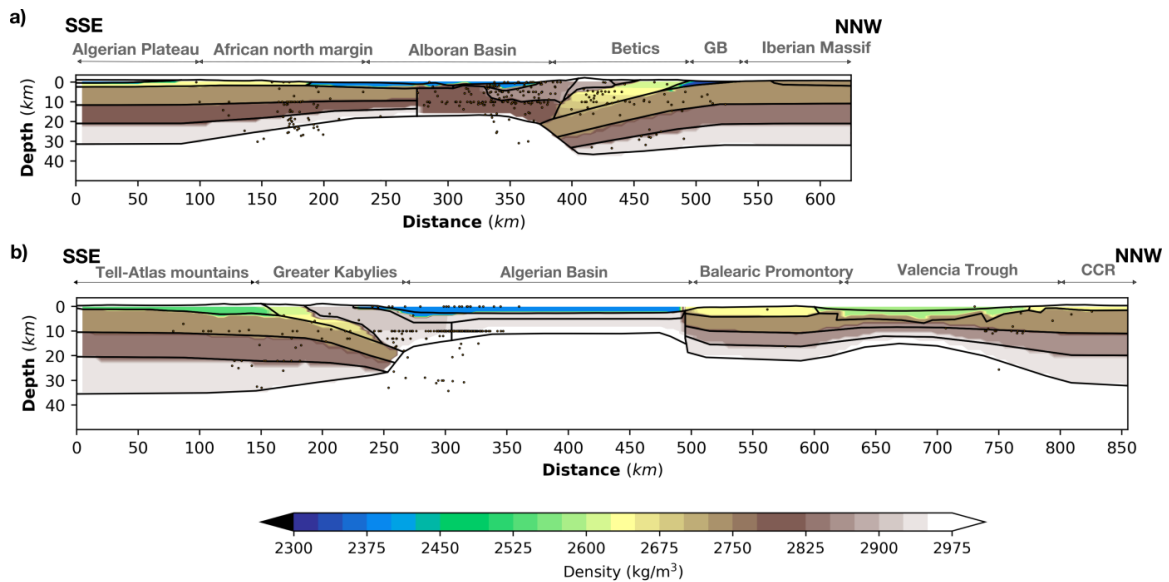 a)
SSE NNW
Algerian Plateau African north margin Alboran Basin Betics GB Iberian Massif
0
10
20
30
40
Depth (km)
0 50 100 150 200 250 300 350 400 450 500 550 600
Distance (km)
b)
SSE NNW
Tell-Atlas mountains Greater Kabylies Algerian Basin Balearic Promontory Valencia Trough CCR
0
10
20
30
40
Depth (km)
0 50 100 150 200 250 300 350 400 450 500 550 600 650 700 750 800 850
Distance (km)
2300 2375 2450 2525 2600 2675 2750 2825 2900 2975
Density (kg/m³)